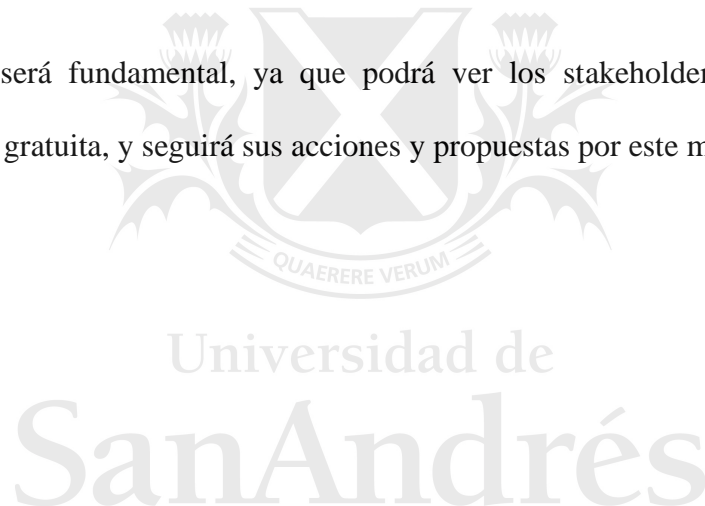 será fundamental, ya que podrá ver los stakeholder
gratuita, y seguirá sus acciones y propuestas por este m
QUAERERE VERUM
Universidad de
SanAndrés